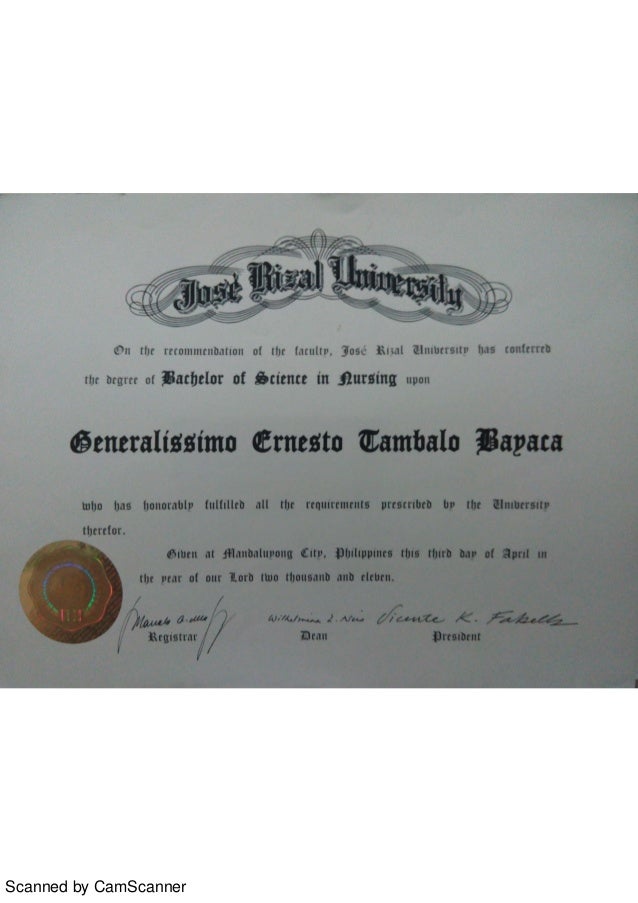 José Rizal University
On the recommendation of the faculty, José Rizal University has conferred
the degree of Bachelor of Science in Nursing upon
Generalissimo Ernesto Tambalo Bayaca
who has honorably fulfilled all the requirements prescribed by the University
therefor.
Given at Mandaluyong City, Philippines this third day of April in
the year of our Lord two thousand and eleven.
Vicente K. Fabella
Registrar Dean President
Scanned by CamScanner